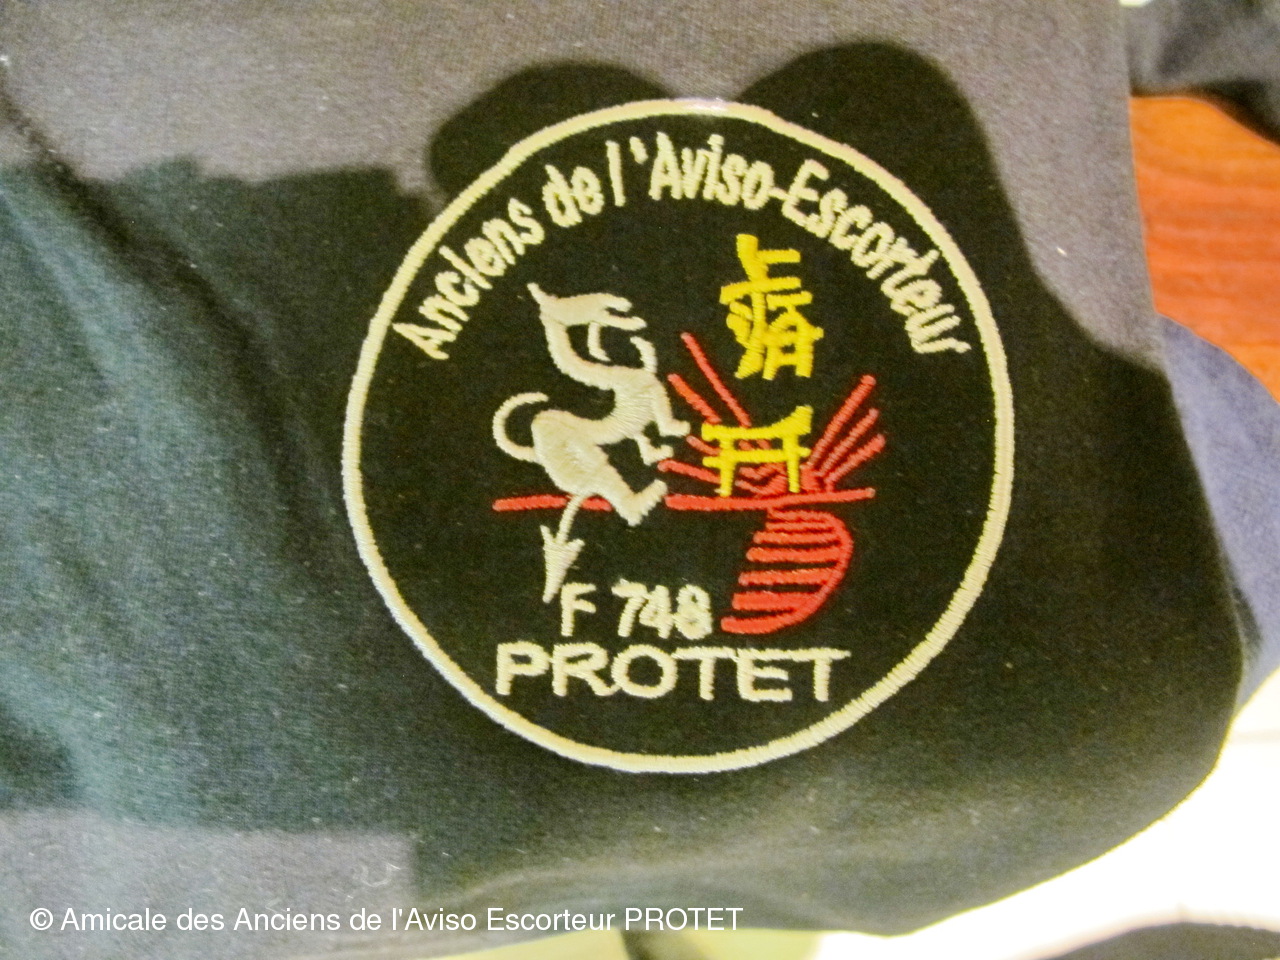 Anciens de l'Aviso-Escorteur
F 748
PROTET
© Amicale des Anciens de l'Aviso Escorteur PROTET